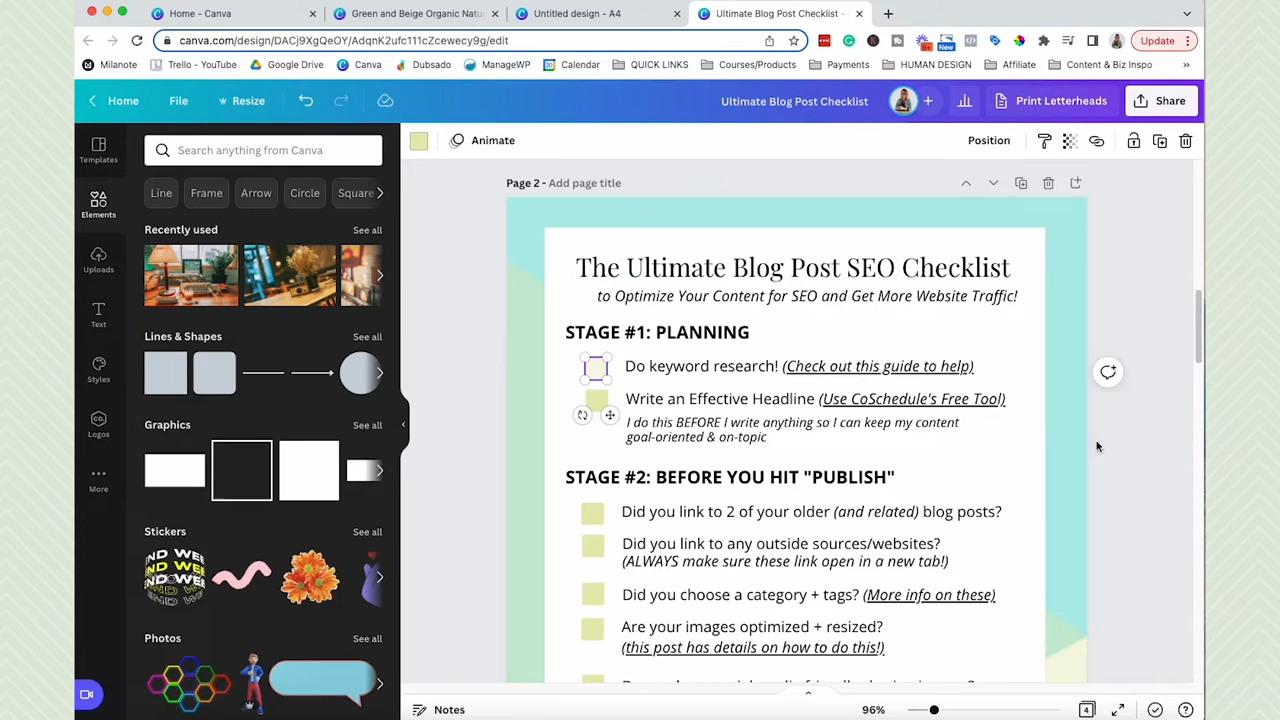 Home - Canva
Green and Beige Organic Natu
Untitled design - A4
Ultimate Blog Post Checklist -
canva.com/design/DACj9XgQeOY/AdqnK2ufc111cZcewecy9g/edit
New
Update
Milanote
Trello - YouTube
Google Drive
Canva
Dubsado
ManageWP
Calendar
QUICK LINKS
Courses/Products
Payments
HUMAN DESIGN
Affiliate
Content & Biz Inspo
»
Home
File
Resize
Ultimate Blog Post Checklist
Print Letterheads
Share
Templates
Elements
Uploads
Text
Styles
Logos
More
Search anything from Canva
Line
Frame
Arrow
Circle
Square
Recently used
See all
Lines & Shapes
See all
Graphics
See all
Stickers
See all
Photos
See all
Animate
Position
Page 2 - Add page title
The Ultimate Blog Post SEO Checklist
to Optimize Your Content for SEO and Get More Website Traffic!
STAGE #1: PLANNING
Do keyword research! (Check out this guide to help)
Write an Effective Headline (Use CoSchedule's Free Tool)
I do this BEFORE I write anything so I can keep my content
goal-oriented & on-topic
STAGE #2: BEFORE YOU HIT "PUBLISH"
Did you link to 2 of your older (and related) blog posts?
Did you link to any outside sources/websites?
(ALWAYS make sure these link open in a new tab!)
Did you choose a category + tags? (More info on these)
Are your images optimized + resized?
(this post has details on how to do this!)
Notes
96%
4